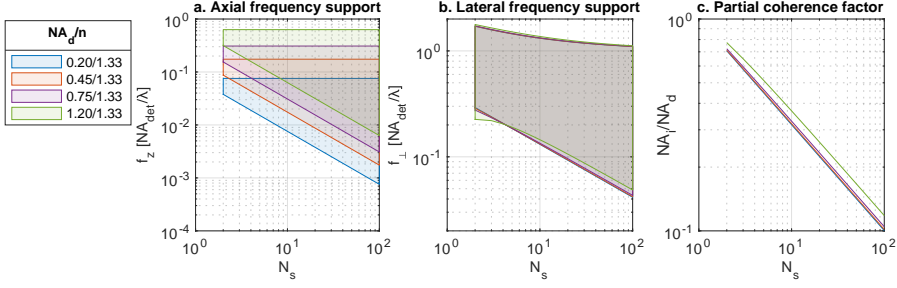 NA_d/n
0.20/1.33
0.45/1.33
0.75/1.33
1.20/1.33
a. Axial frequency support
f_z [NA_det/λ]
10^0
10^-1
10^-2
10^-3
10^-4
10^0 10^1 10^2
N_s
b. Lateral frequency support
f_⊥ [NA_det/λ]
10^0
10^-1
10^0 10^1 10^2
N_s
c. Partial coherence factor
NA_i/NA_d
10^-1
10^0 10^1 10^2
N_s